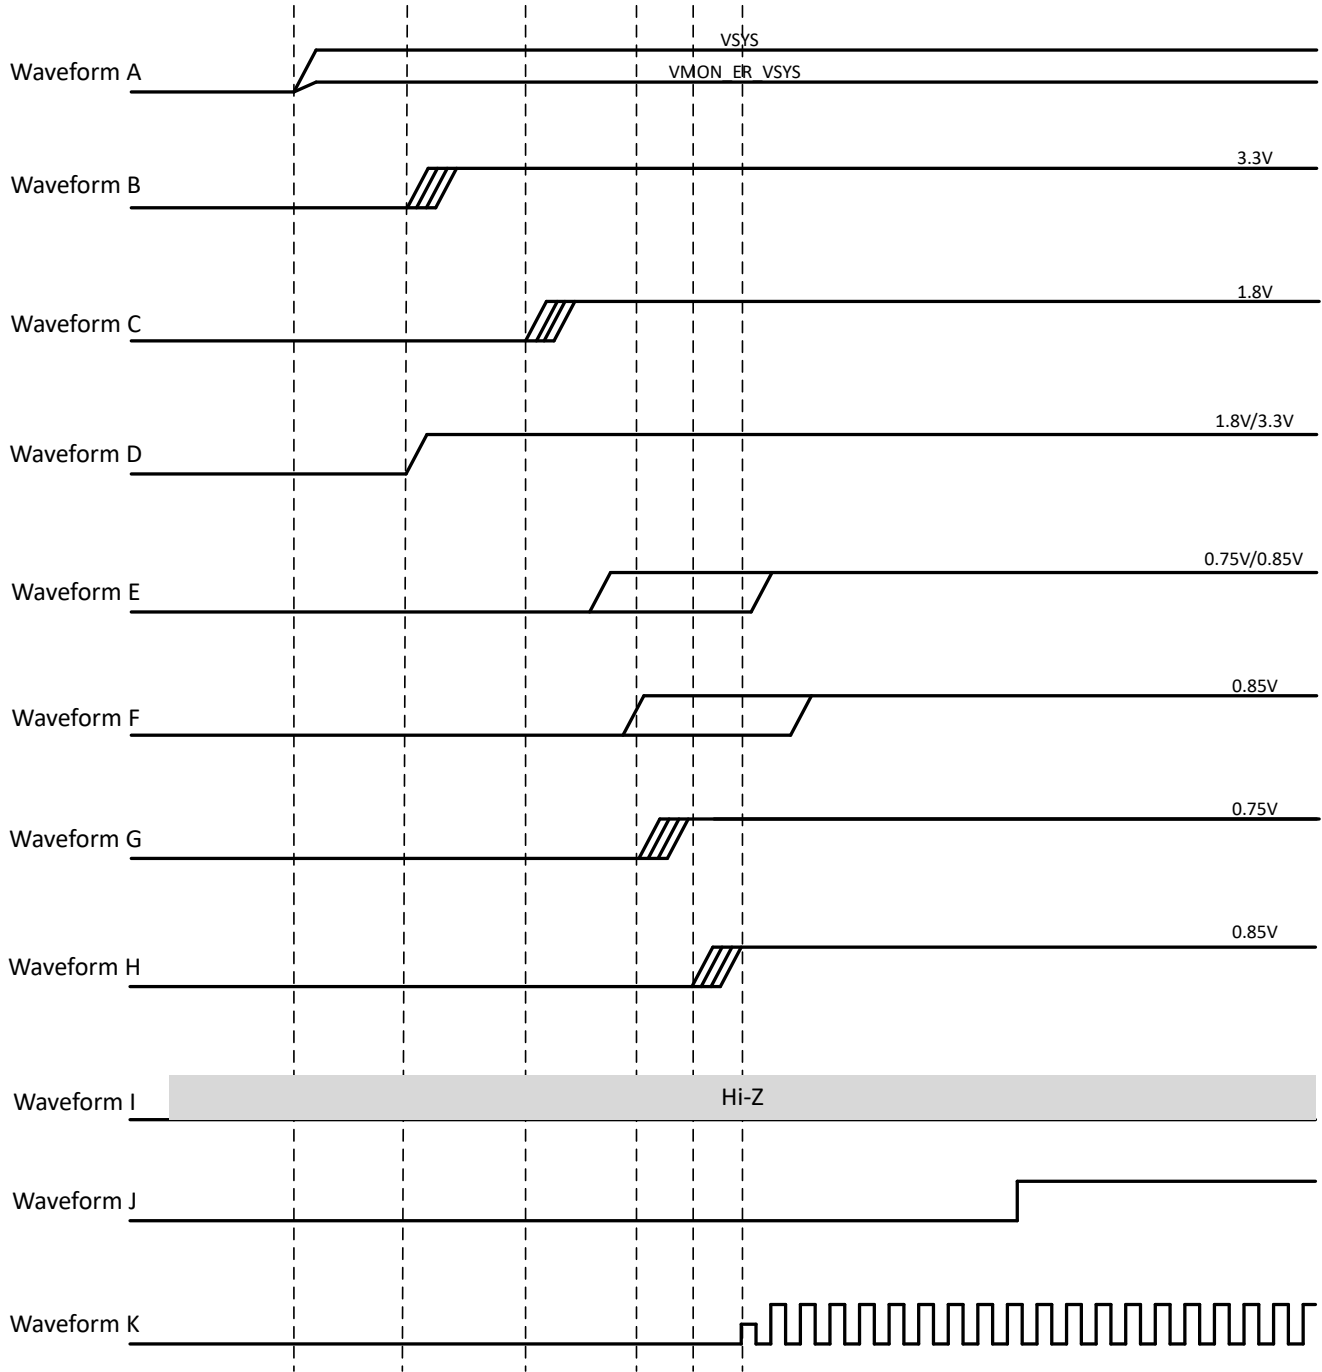 VSYS
Waveform A
VMON_ER_VSYS
3.3V
Waveform B
1.8V
Waveform C
1.8V/3.3V
Waveform D
0.75V/0.85V
Waveform E
0.85V
Waveform F
0.75V
Waveform G
0.85V
Waveform H
Hi-Z
Waveform I
Waveform J
Waveform K